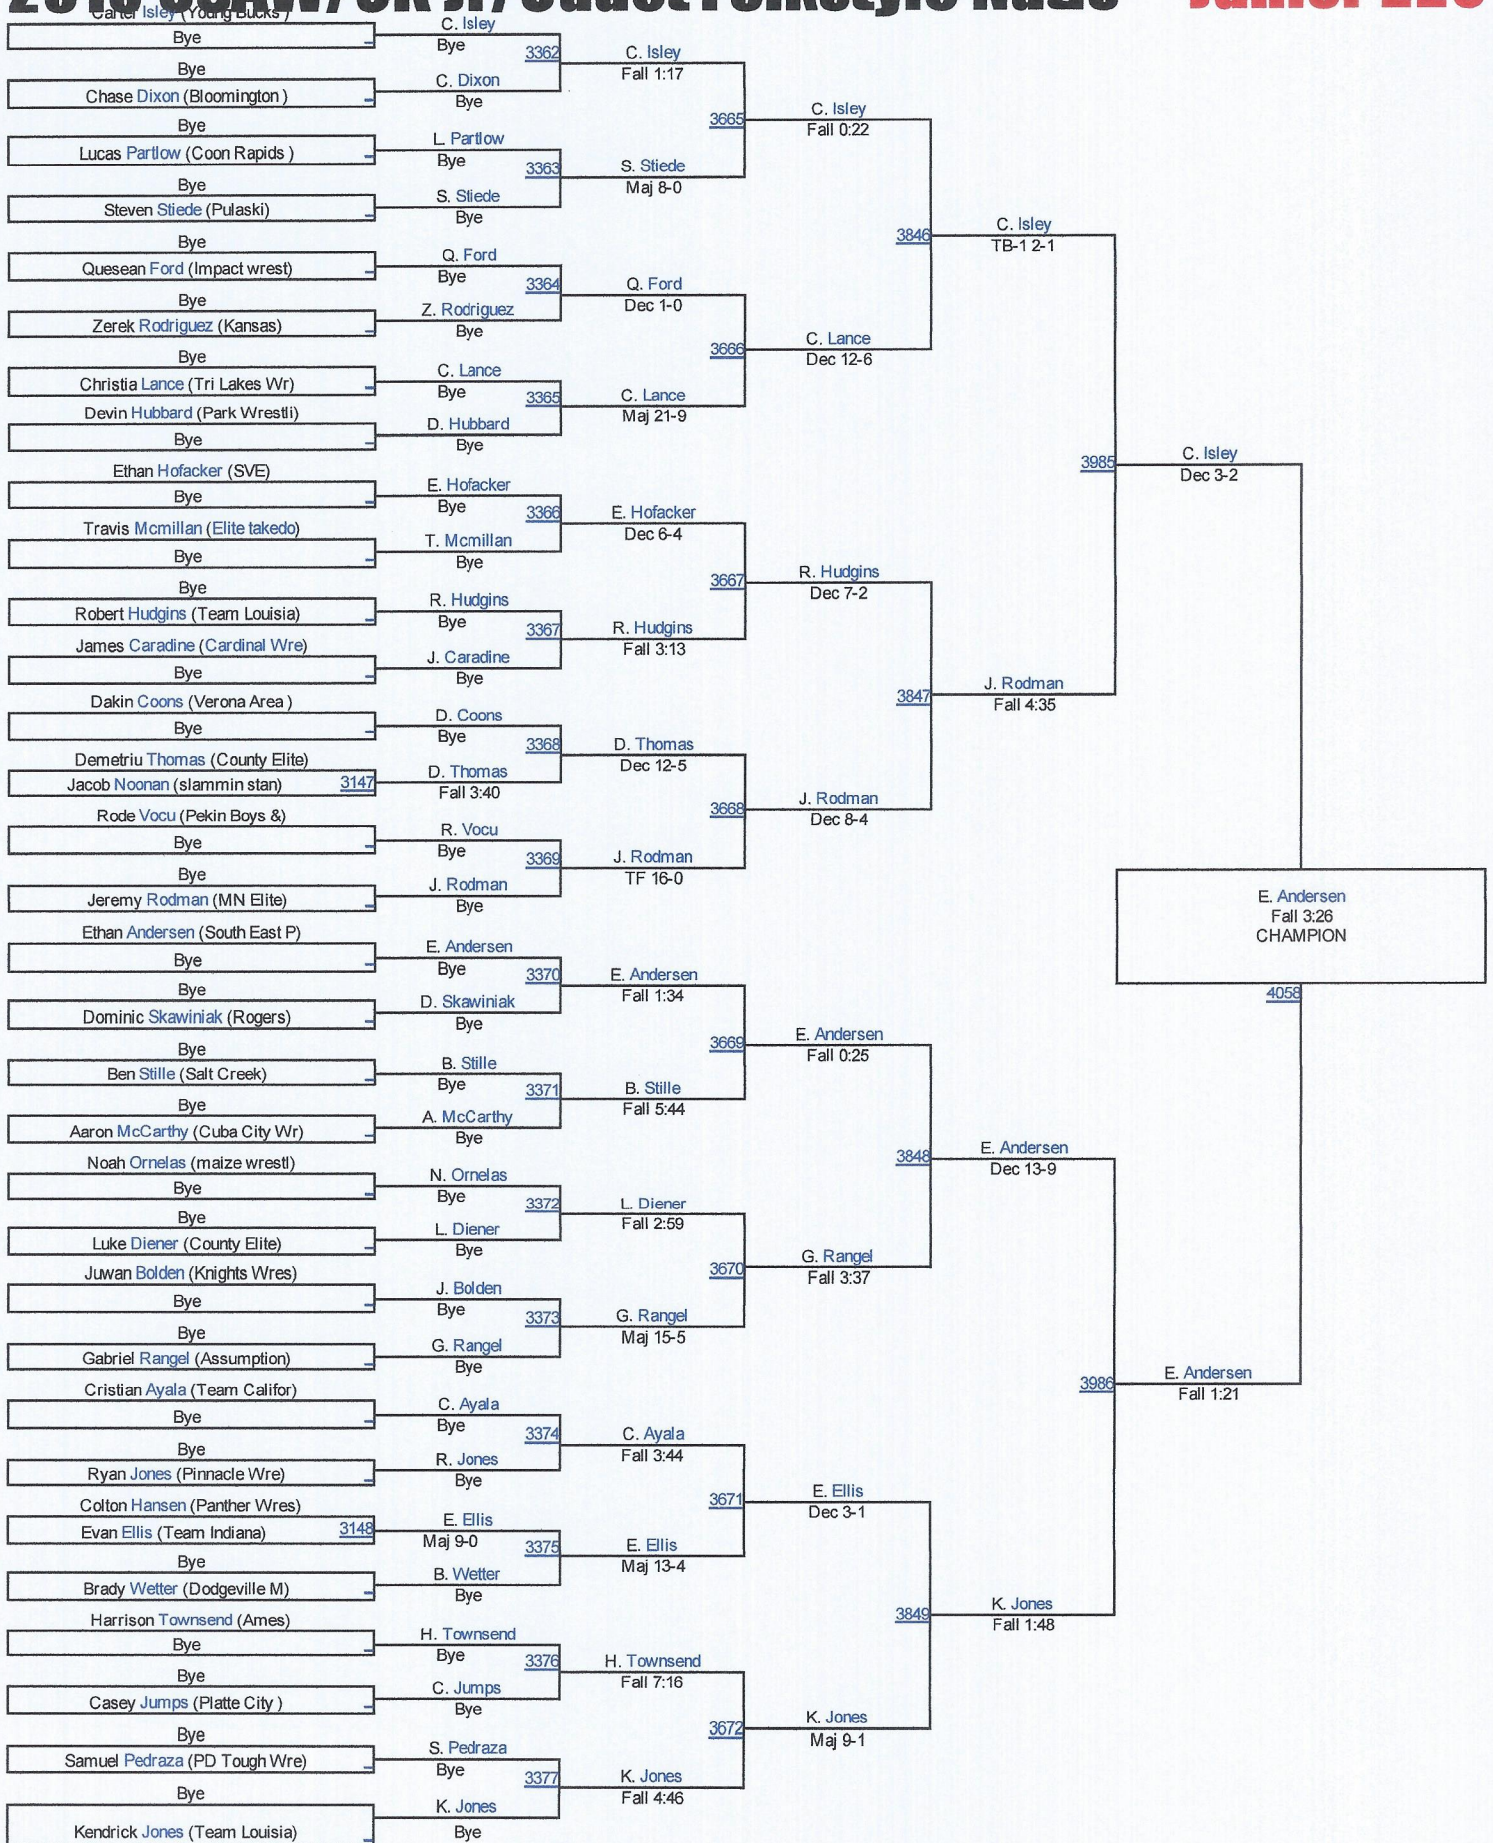 Carter Isley (Young Bucks )
Bye
Bye
Chase Dixon (Bloomington )
Bye
Lucas Partlow (Coon Rapids )
Bye
Steven Stiede (Pulaski)
Bye
Quesean Ford (Impact wrest)
Bye
Zerek Rodriguez (Kansas)
Bye
Christia Lance (Tri Lakes Wr)
Devin Hubbard (Park Wrestli)
Bye
Ethan Hofacker (SVE)
Bye
Travis Mcmillan (Elite takedo)
Bye
Bye
Robert Hudgins (Team Louisia)
James Caradine (Cardinal Wre)
Bye
Dakin Coons (Verona Area )
Bye
Demetriu Thomas (County Elite)
Jacob Noonan (slammin stan) 3147
Rode Vocu (Pekin Boys &)
Bye
Bye
Jeremy Rodman (MN Elite)
Ethan Andersen (South East P)
Bye
Bye
Dominic Skawiniak (Rogers)
Bye
Ben Stille (Salt Creek)
Bye
Aaron McCarthy (Cuba City Wr)
Noah Ornelas (maize wrestl)
Bye
Bye
Luke Diener (County Elite)
Juwan Bolden (Knights Wres)
Bye
Bye
Gabriel Rangel (Assumption)
Cristian Ayala (Team Califor)
Bye
Bye
Ryan Jones (Pinnacle Wre)
Colton Hansen (Panther Wres)
Evan Ellis (Team Indiana) 3148
Bye
Brady Wetter (Dodgeville M)
Harrison Townsend (Ames)
Bye
Bye
Casey Jumps (Platte City )
Bye
Samuel Pedraza (PD Tough Wre)
Bye
Kendrick Jones (Team Louisia)
C. Isley
Bye
3362
C. Dixon
Bye
L. Partlow
Bye
3363
S. Stiede
Bye
Q. Ford
Bye
3364
Z. Rodriguez
Bye
C. Lance
Bye
3365
D. Hubbard
Bye
E. Hofacker
Bye
3366
T. Mcmillan
Bye
R. Hudgins
Bye
3367
J. Caradine
Bye
D. Coons
Bye
3368
D. Thomas
Fall 3:40
R. Vocu
Bye
3369
J. Rodman
Bye
E. Andersen
Bye
3370
D. Skawiniak
Bye
B. Stille
Bye
3371
A. McCarthy
Bye
N. Ornelas
Bye
3372
L. Diener
Bye
J. Bolden
Bye
3373
G. Rangel
Bye
C. Ayala
Bye
3374
R. Jones
Bye
E. Ellis
Maj 9-0
3375
B. Wetter
Bye
H. Townsend
Bye
3376
C. Jumps
Bye
S. Pedraza
Bye
3377
K. Jones
Bye
C. Isley
Fall 1:17
3665
S. Stiede
Maj 8-0
Q. Ford
Dec 1-0
3666
C. Lance
Maj 21-9
E. Hofacker
Dec 6-4
3667
R. Hudgins
Fall 3:13
D. Thomas
Dec 12-5
3668
J. Rodman
TF 16-0
E. Andersen
Fall 1:34
3669
B. Stille
Fall 5:44
L. Diener
Fall 2:59
3670
G. Rangel
Maj 15-5
C. Ayala
Fall 3:44
3671
E. Ellis
Maj 13-4
H. Townsend
Fall 7:16
3672
K. Jones
Fall 4:46
C. Isley
Fall 0:22
3846
C. Lance
Dec 12-6
R. Hudgins
Dec 7-2
3847
J. Rodman
Dec 8-4
E. Andersen
Fall 0:25
3848
G. Rangel
Fall 3:37
E. Ellis
Dec 3-1
3849
K. Jones
Maj 9-1
C. Isley
TB-1 2-1
3985
J. Rodman
Fall 4:35
E. Andersen
Dec 13-9
3986
K. Jones
Fall 1:48
C. Isley
Dec 3-2
E. Andersen
Fall 3:26
CHAMPION
4058
E. Andersen
Fall 1:21